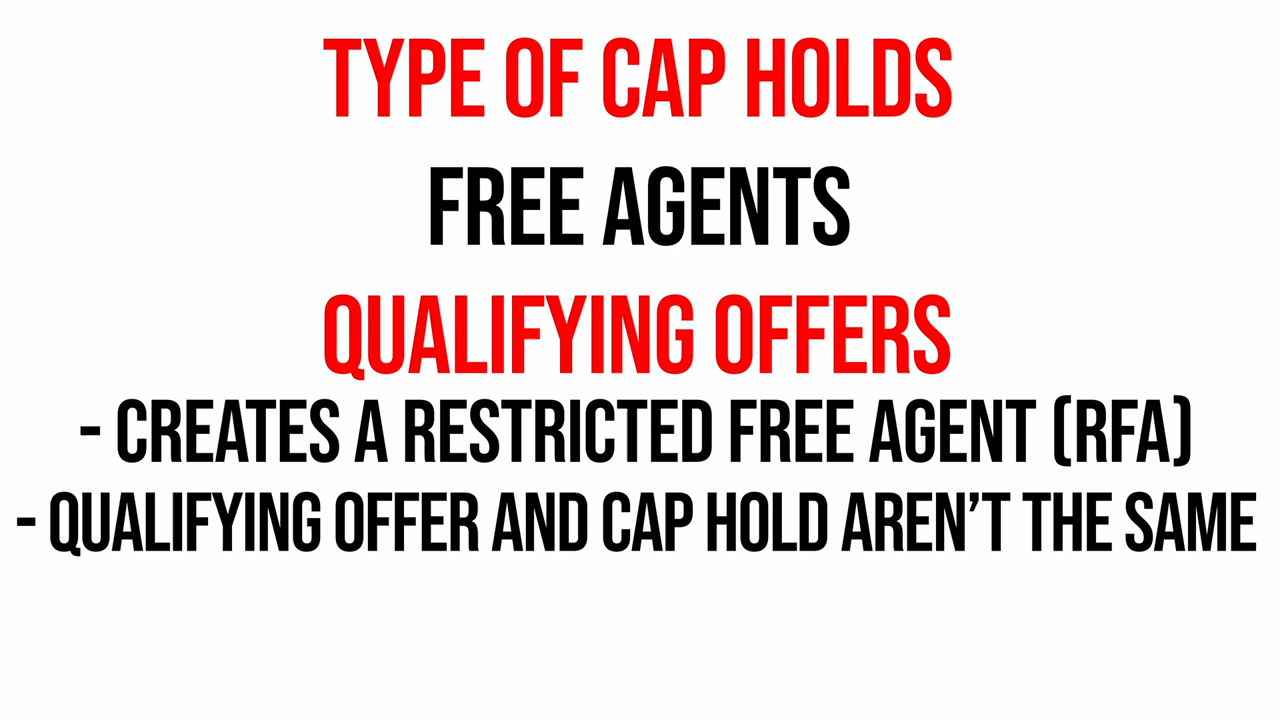 TYPE OF CAP HOLDS
FREE AGENTS
QUALIFYING OFFERS
- CREATES A RESTRICTED FREE AGENT (RFA)
- QUALIFYING OFFER AND CAP HOLD AREN'T THE SAME